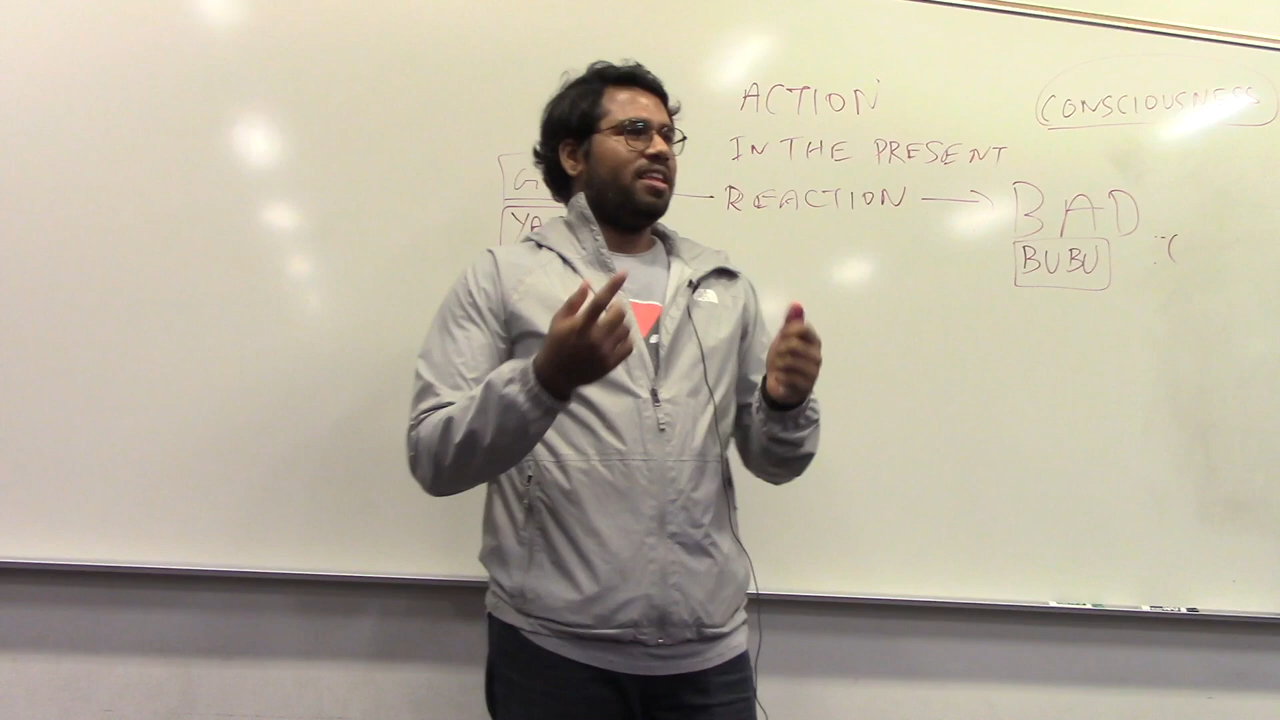 ACTION
CONSCIOUSNESS
IN THE PRESENT
REACTION → BAD
BUBU :(